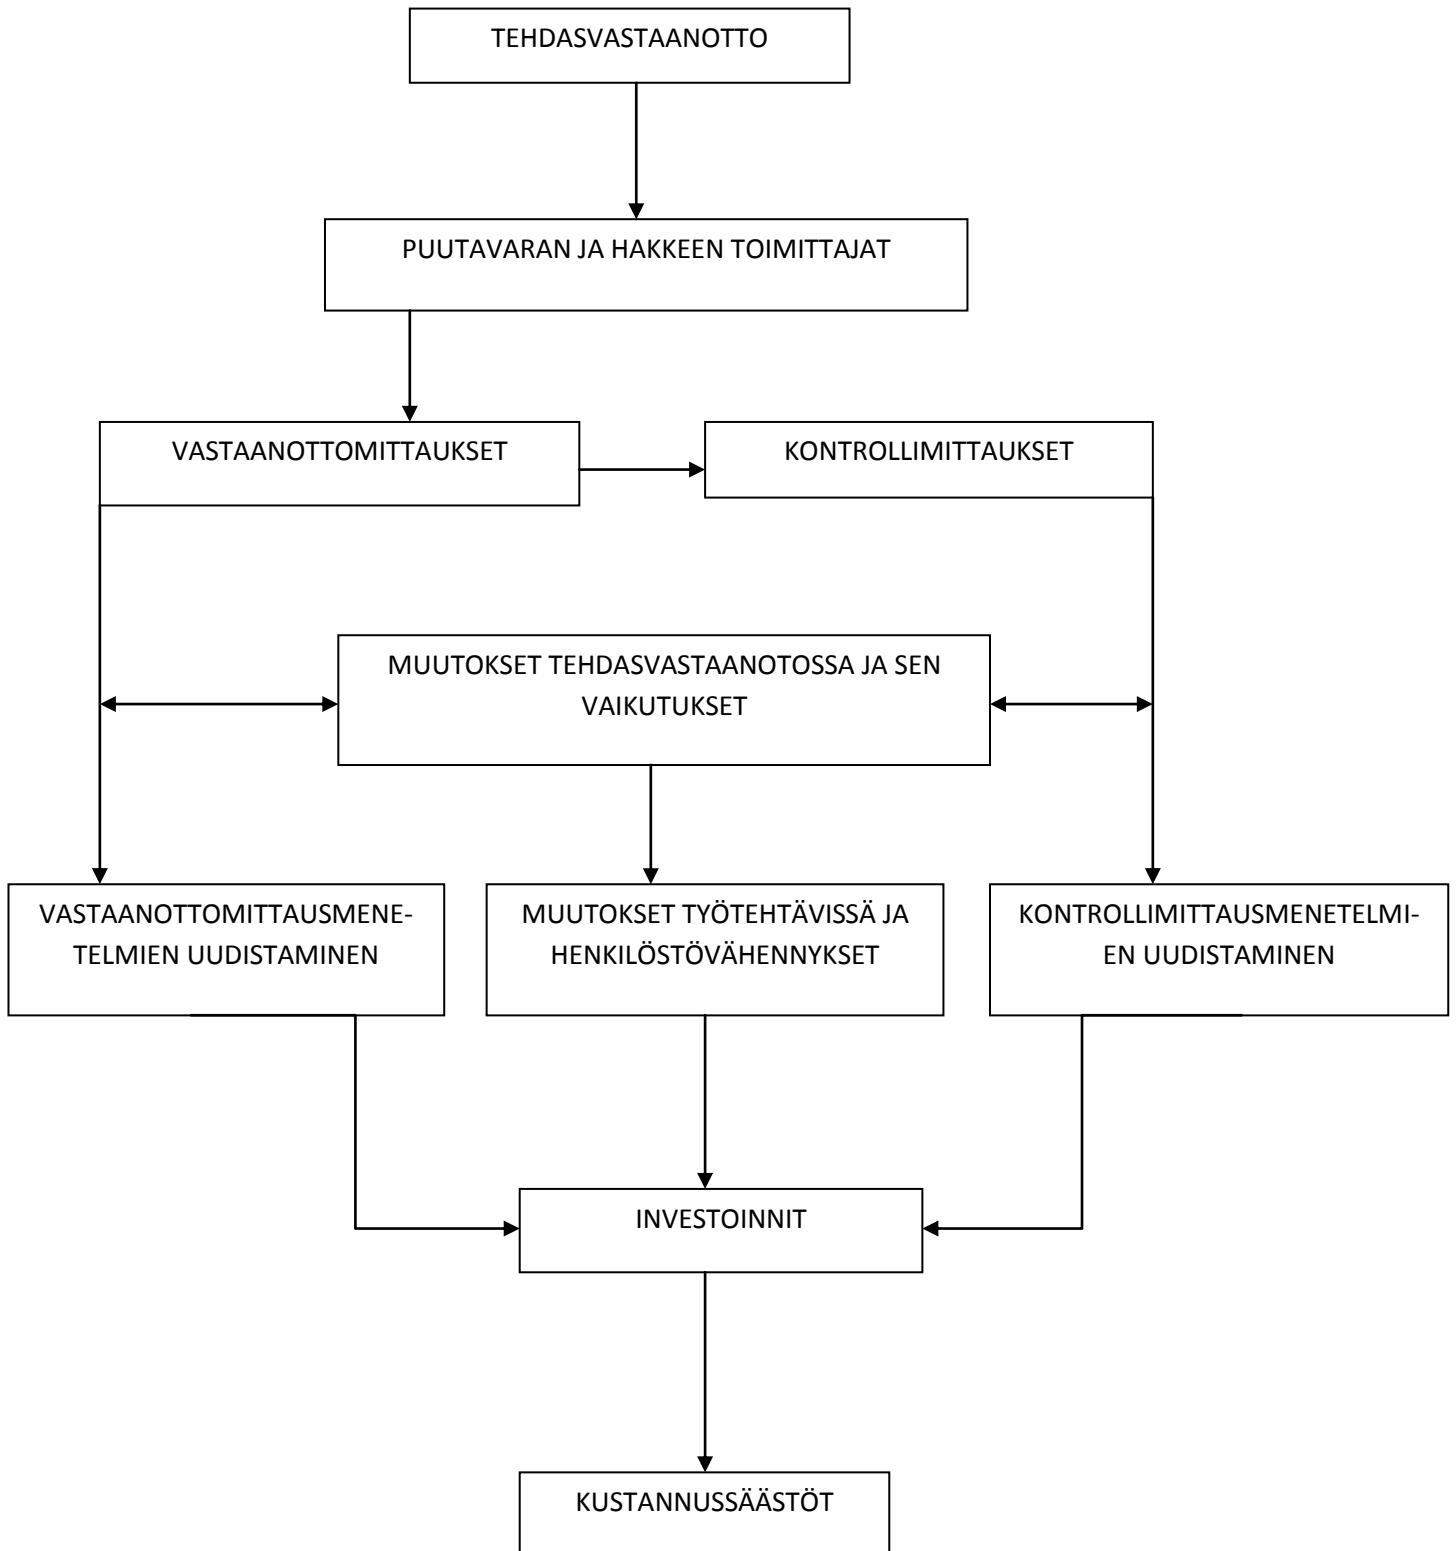 TEHDASVASTAANOTTO
PUUTAVARAN JA HAKKEEN TOIMITTAJAT
VASTAANOTTOMITTAUKSET
KONTROLLIMITTAUKSET
MUUTOKSET TEHDASVASTAANOTOSSA JA SEN
VAIKUTUKSET
VASTAANOTTOMITTAUSMENE-
TELMIEN UUDISTAMINEN
MUUTOKSET TYÖTEHTÄVISSÄ JA
HENKILÖSTÖVÄHENNYKSET
KONTROLLIMITTAUSMENETELMI-
EN UUDISTAMINEN
INVESTOINNIT
KUSTANNUSSÄÄSTÖT